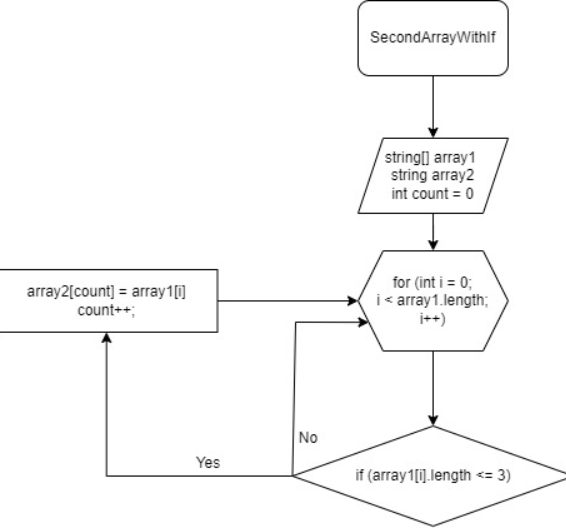 SecondArrayWithIf
string[] array1
string array2
int count = 0
for (int i = 0;
i < array1.length;
i++)
array2[count] = array1[i]
count++;
No
Yes
if (array1[i].length <= 3)